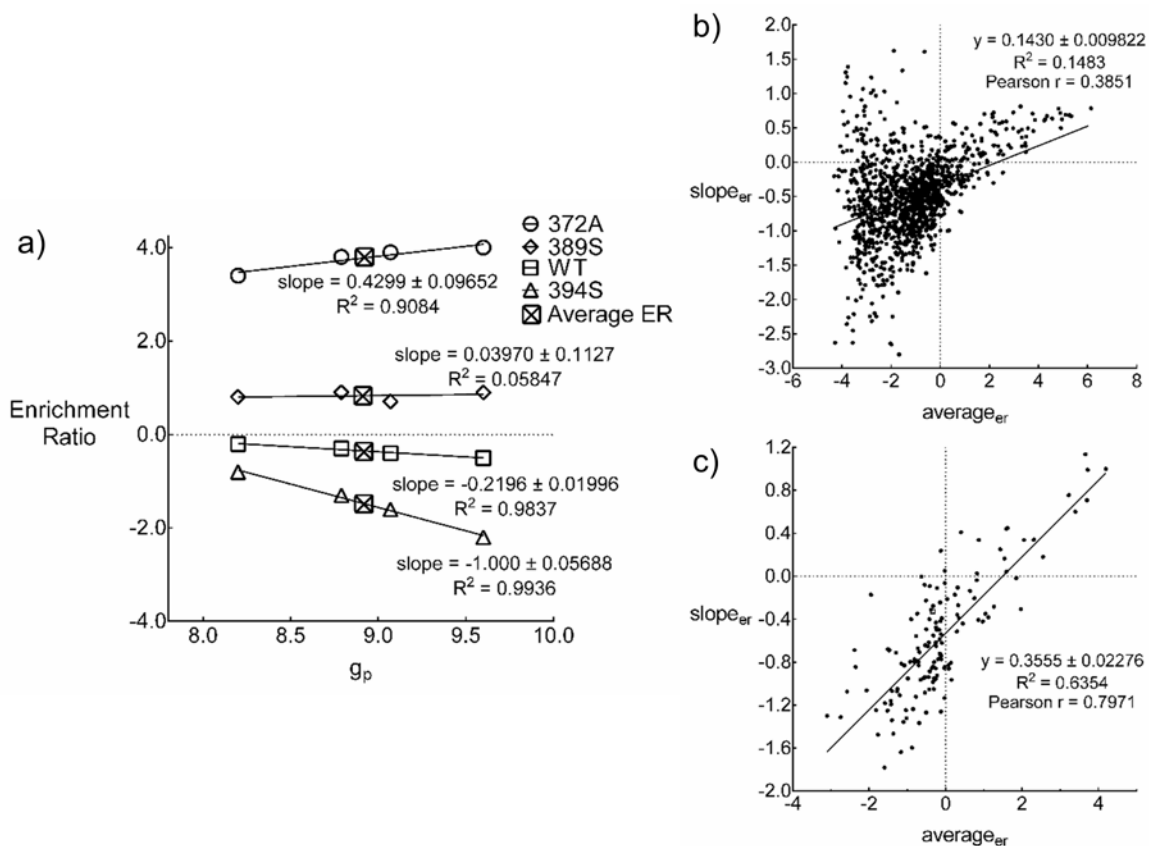 a)
372A
389S
WT
394S
Average ER
4.0
2.0
0.0
-2.0
-4.0
Enrichment
Ratio
slope = 0.4299 ± 0.09652
R² = 0.9084
slope = 0.03970 ± 0.1127
R² = 0.05847
slope = -0.2196 ± 0.01996
R² = 0.9837
slope = -1.000 ± 0.05688
R² = 0.9936
8.0 8.5 9.0 9.5 10.0
gₚ
b)
2.0
1.5
1.0
0.5
0.0
-0.5
-1.0
-1.5
-2.0
-2.5
-3.0
slopeₑᵣ
y = 0.1430 ± 0.009822
R² = 0.1483
Pearson r = 0.3851
-6 -4 -2 0 2 4 6 8
averageₑᵣ
c)
1.2
0.8
0.4
0.0
-0.4
-0.8
-1.2
-1.6
-2.0
slopeₑᵣ
y = 0.3555 ± 0.02276
R² = 0.6354
Pearson r = 0.7971
-4 -2 0 2 4
averageₑᵣ